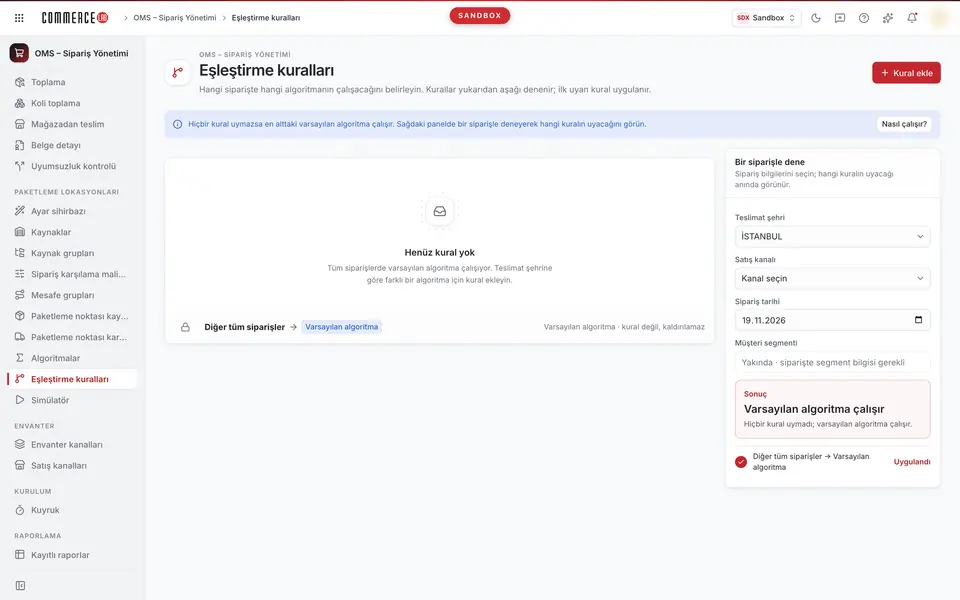 COMMERCE LAB
OMS – Sipariş Yönetimi
Eşleştirme kuralları
SANDBOX
SDX Sandbox
OMS – Sipariş Yönetimi
Toplama
Koli toplama
Mağazadan teslim
Belge detayı
Uyumsuzluk kontrolü
PAKETLEME LOKASYONLARI
Ayar sihirbazı
Kaynaklar
Kaynak grupları
Sipariş karşılama mali...
Mesafe grupları
Paketleme noktası kay...
Paketleme noktası kar...
Algoritmalar
Eşleştirme kuralları
Simülatör
ENVANTER
Envanter kanalları
Satış kanalları
KURULUM
Kuyruk
RAPORLAMA
Kayıtlı raporlar
OMS – SİPARİŞ YÖNETİMİ
Eşleştirme kuralları
Hangi siparişte hangi algoritmanın çalışacağını belirleyin. Kurallar yukarıdan aşağı denenir; ilk uyan kural uygulanır.
+ Kural ekle
Hiçbir kural uymazsa en alttaki varsayılan algoritma çalışır. Sağdaki panelde bir siparişle deneyerek hangi kuralın uyacağını görün.
Nasıl çalışır?
Henüz kural yok
Tüm siparişlerde varsayılan algoritma çalışıyor. Teslimat şehrine
göre farklı bir algoritma için kural ekleyin.
Diğer tüm siparişler → Varsayılan algoritma
Varsayılan algoritma · kural değil, kaldırılamaz
Bir siparişle dene
Sipariş bilgilerini seçin; hangi kuralın uyacağı
anında görünür.
Teslimat şehri
İSTANBUL
Satış kanalı
Kanal seçin
Sipariş tarihi
19.11.2026
Müşteri segmenti
Yakında · siparişte segment bilgisi gerekli
Sonuç
Varsayılan algoritma çalışır
Hiçbir kural uymadı; varsayılan algoritma çalışır.
Diğer tüm siparişler → Varsayılan
algoritma
Uygulandı